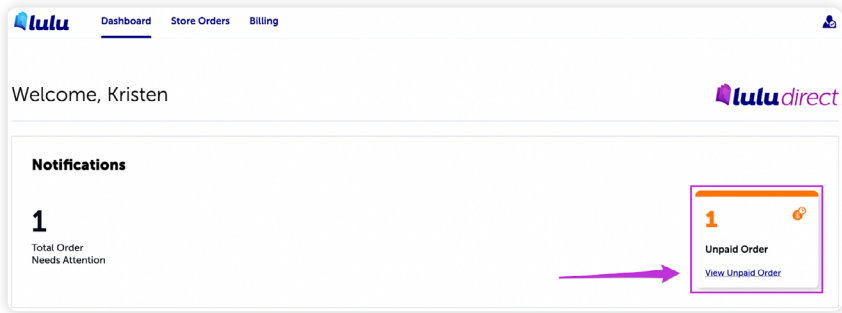 lulu Dashboard Store Orders Billing
Welcome, Kristen
lulu direct
Notifications
1
Total Order
Needs Attention
1
Unpaid Order
View Unpaid Order